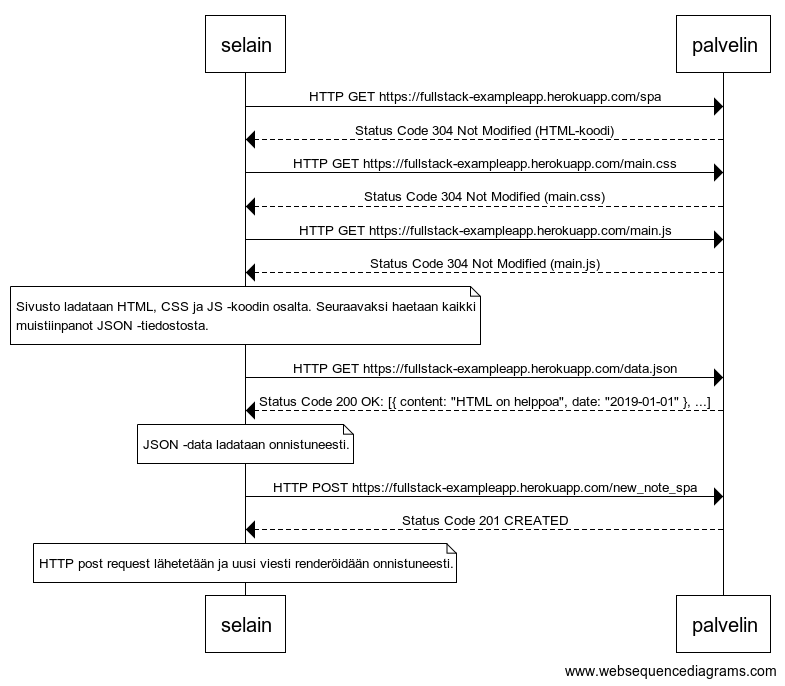 selain
palvelin
HTTP GET https://fullstack-exampleapp.herokuapp.com/spa
Status Code 304 Not Modified (HTML-koodi)
HTTP GET https://fullstack-exampleapp.herokuapp.com/main.css
Status Code 304 Not Modified (main.css)
HTTP GET https://fullstack-exampleapp.herokuapp.com/main.js
Status Code 304 Not Modified (main.js)
Sivusto ladataan HTML, CSS ja JS -koodin osalta. Seuraavaksi haetaan kaikki
muistiinpanot JSON -tiedostosta.
HTTP GET https://fullstack-exampleapp.herokuapp.com/data.json
Status Code 200 OK: [{ content: "HTML on helppoa", date: "2019-01-01" }, ...]
JSON -data ladataan onnistuneesti.
HTTP POST https://fullstack-exampleapp.herokuapp.com/new_note_spa
Status Code 201 CREATED
HTTP post request lähetetään ja uusi viesti renderöidään onnistuneesti.
selain
palvelin
www.websequencediagrams.com